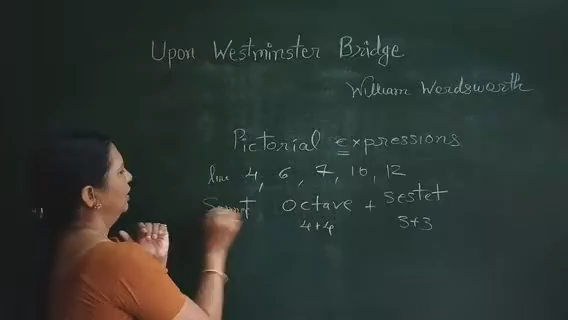 Upon Westminster Bridge
William Wordsworth
Pictorial expressions
line 4, 6, 7, 10, 12
Sonnet Octave + Sestet
4+4 3+3